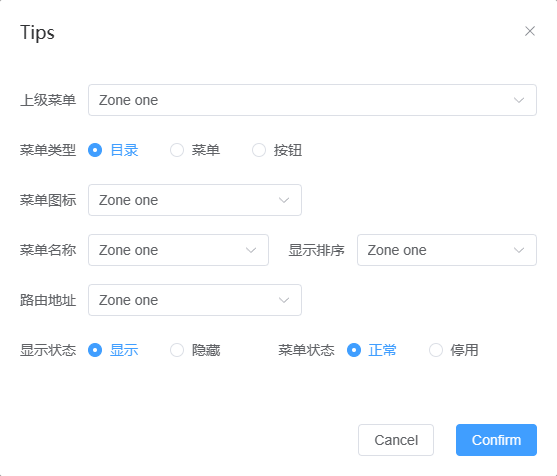 Tips
上级菜单 Zone one
菜单类型 目录 菜单 按钮
菜单图标 Zone one
菜单名称 Zone one 显示排序 Zone one
路由地址 Zone one
显示状态 显示 隐藏 菜单状态 正常 停用
Cancel Confirm